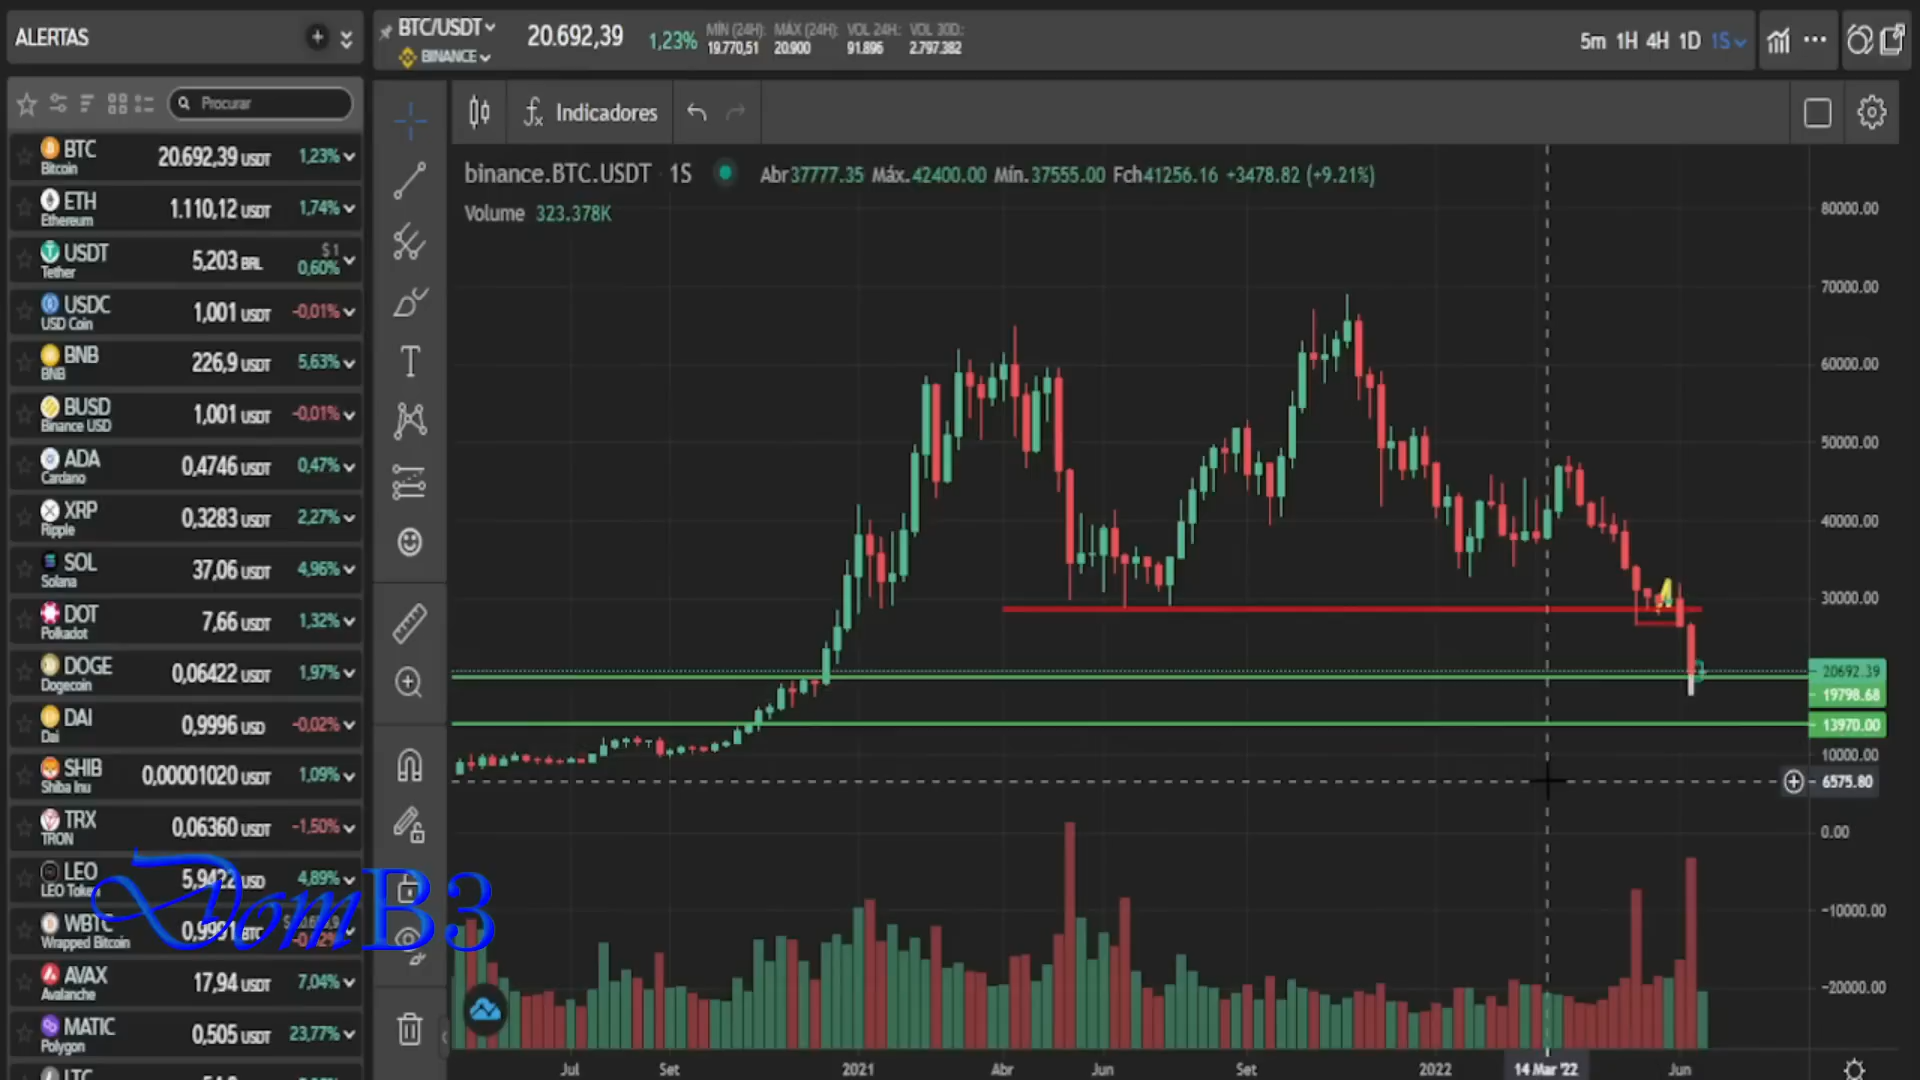 ALERTAS
BTC/USDT
BINANCE
20.692,39
1,23%
MÍN (24H): MÁX (24H): VOL 24H: VOL 30D:
19.770,51 20.900 91.896 2.797.382
5m 1H 4H 1D 1S
Procurar
Indicadores
binance.BTC.USDT 1S
Abr37777.35 Máx.42400.00 Mín.37555.00 Fch41256.16 +3478.82 (+9.21%)
Volume 323.378K
BTC 20.692,39 USDT 1,23%
Bitcoin
ETH 1.110,12 USDT 1,74%
Ethereum
USDT 5,203 BRL $ 1 0,60%
Tether
USDC 1,001 USDT -0,01%
USD Coin
BNB 226,9 USDT 5,63%
BNB
BUSD 1,001 USDT -0,01%
Binance USD
ADA 0,4746 USDT 0,47%
Cardano
XRP 0,3283 USDT 2,27%
Ripple
SOL 37,06 USDT 4,96%
Solana
DOT 7,66 USDT 1,32%
Polkadot
DOGE 0,06422 USDT 1,97%
Dogecoin
DAI 0,9996 USD -0,02%
Dai
SHIB 0,00001020 USDT 1,09%
Shiba Inu
TRX 0,06360 USDT -1,50%
TRON
LEO 5,9422 USD 4,89%
LEO Token
WBTC 0,9991 BTC
Wrapped Bitcoin
AVAX 17,94 USDT 7,04%
Avalanche
MATIC 0,505 USDT 23,77%
Polygon
LTC
DomB3
80000.00
70000.00
60000.00
50000.00
40000.00
30000.00
20692.39
19798.68
13970.00
10000.00
6575.80
0.00
-10000.00
-20000.00
Jul Set 2021 Abr Jun Set 2022 14 Mar '22 Jun